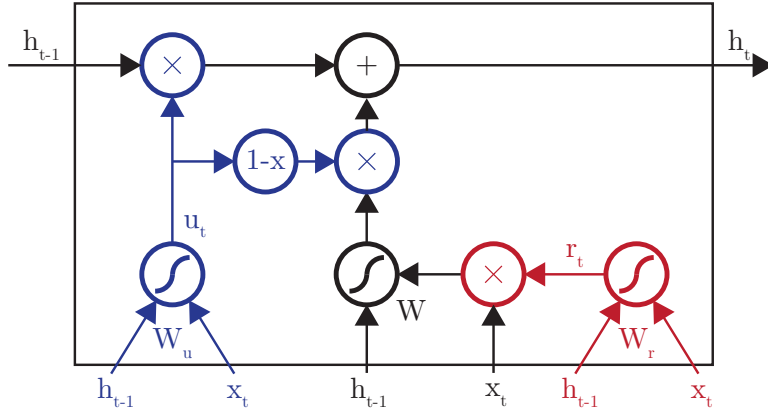 h_{t-1}
h_t
×
+
1-x
×
u_t
r_t
×
W
W_u
W_r
h_{t-1}
x_t
h_{t-1}
x_t
h_{t-1}
x_t